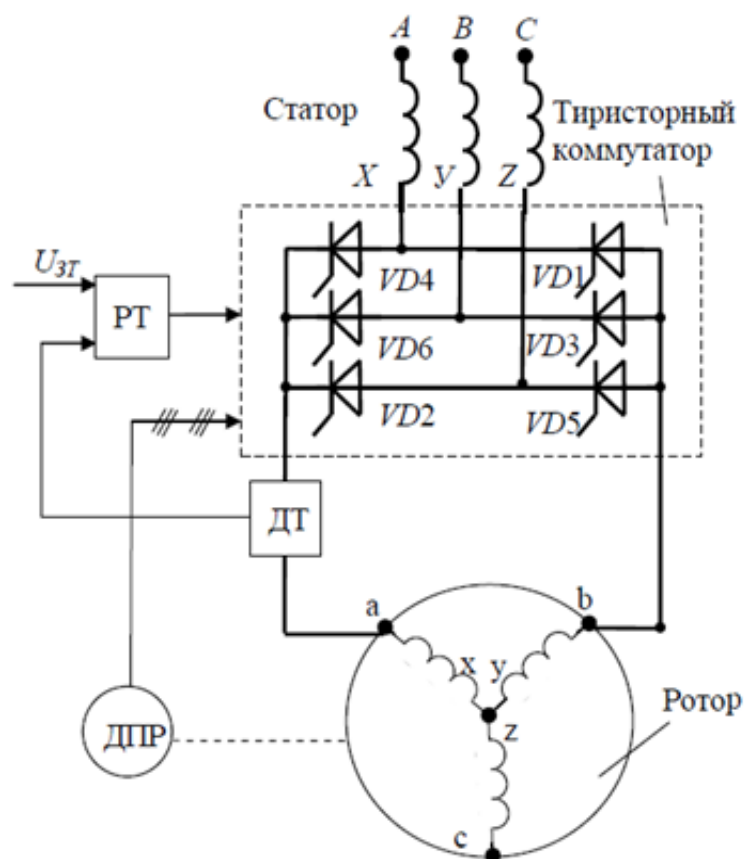 A B C
Статор
Тиристорный
коммутатор
X У Z
U_ЗТ
РТ
VD4 VD1
VD6 VD3
VD2 VD5
ДТ
a b
x y
z
Ротор
ДПР
c